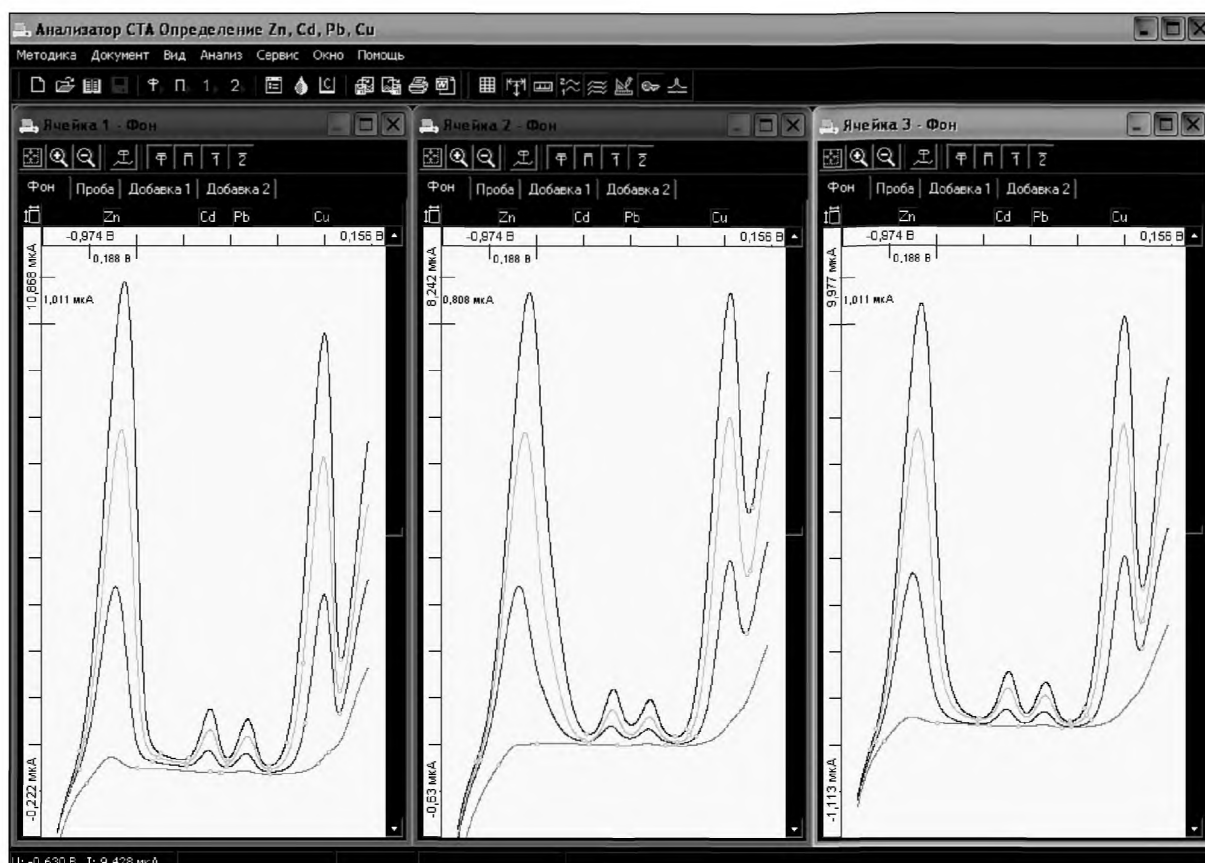 Анализатор СТА Определение Zn, Cd, Pb, Cu
Методика Документ Вид Анализ Сервис Окно Помощь
Ячейка 1 - Фон
Фон Проба Добавка 1 Добавка 2
Zn Cd Pb Cu
-0,974 В 0,156 В
0,188 В
10,868 мкА
1,011 мкА
-0,222 мкА
Ячейка 2 - Фон
Фон Проба Добавка 1 Добавка 2
Zn Cd Pb Cu
-0,974 В 0,156 В
0,188 В
8,242 мкА
0,808 мкА
-0,63 мкА
Ячейка 3 - Фон
Фон Проба Добавка 1 Добавка 2
Zn Cd Pb Cu
-0,974 В 0,156 В
0,188 В
9,977 мкА
1,011 мкА
-1,113 мкА
U: -0,630 В I: 9,428 мкА